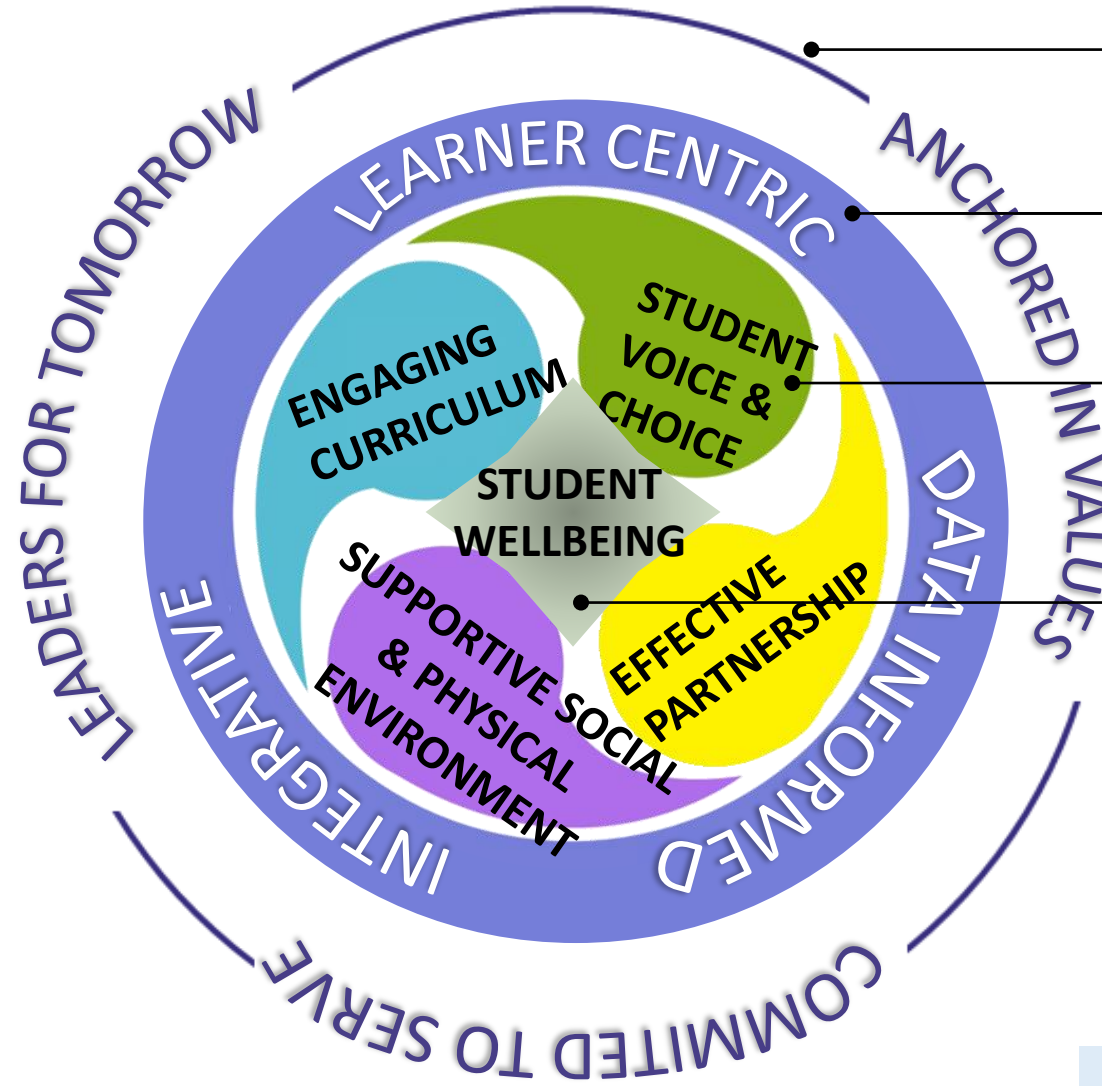 LEADERS FOR TOMORROW
ANCHORED IN VALUES
COMMITTED TO SERVE
LEARNER CENTRIC
DATA INFORMED
INTEGRATIVE
ENGAGING
CURRICULUM
STUDENT
VOICE &
CHOICE
STUDENT
WELLBEING
SUPPORTIVE SOCIAL
& PHYSICAL
ENVIRONMENT
EFFECTIVE
PARTNERSHIP